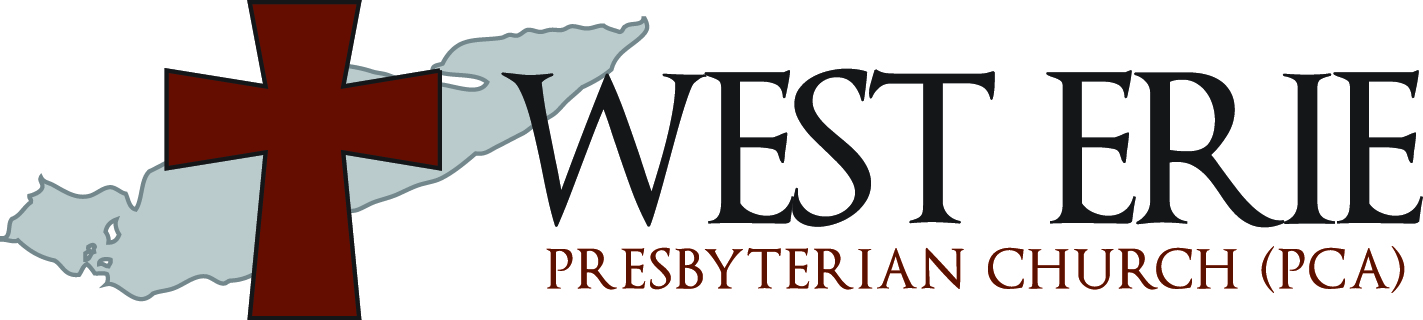 WEST ERIE
PRESBYTERIAN CHURCH (PCA)